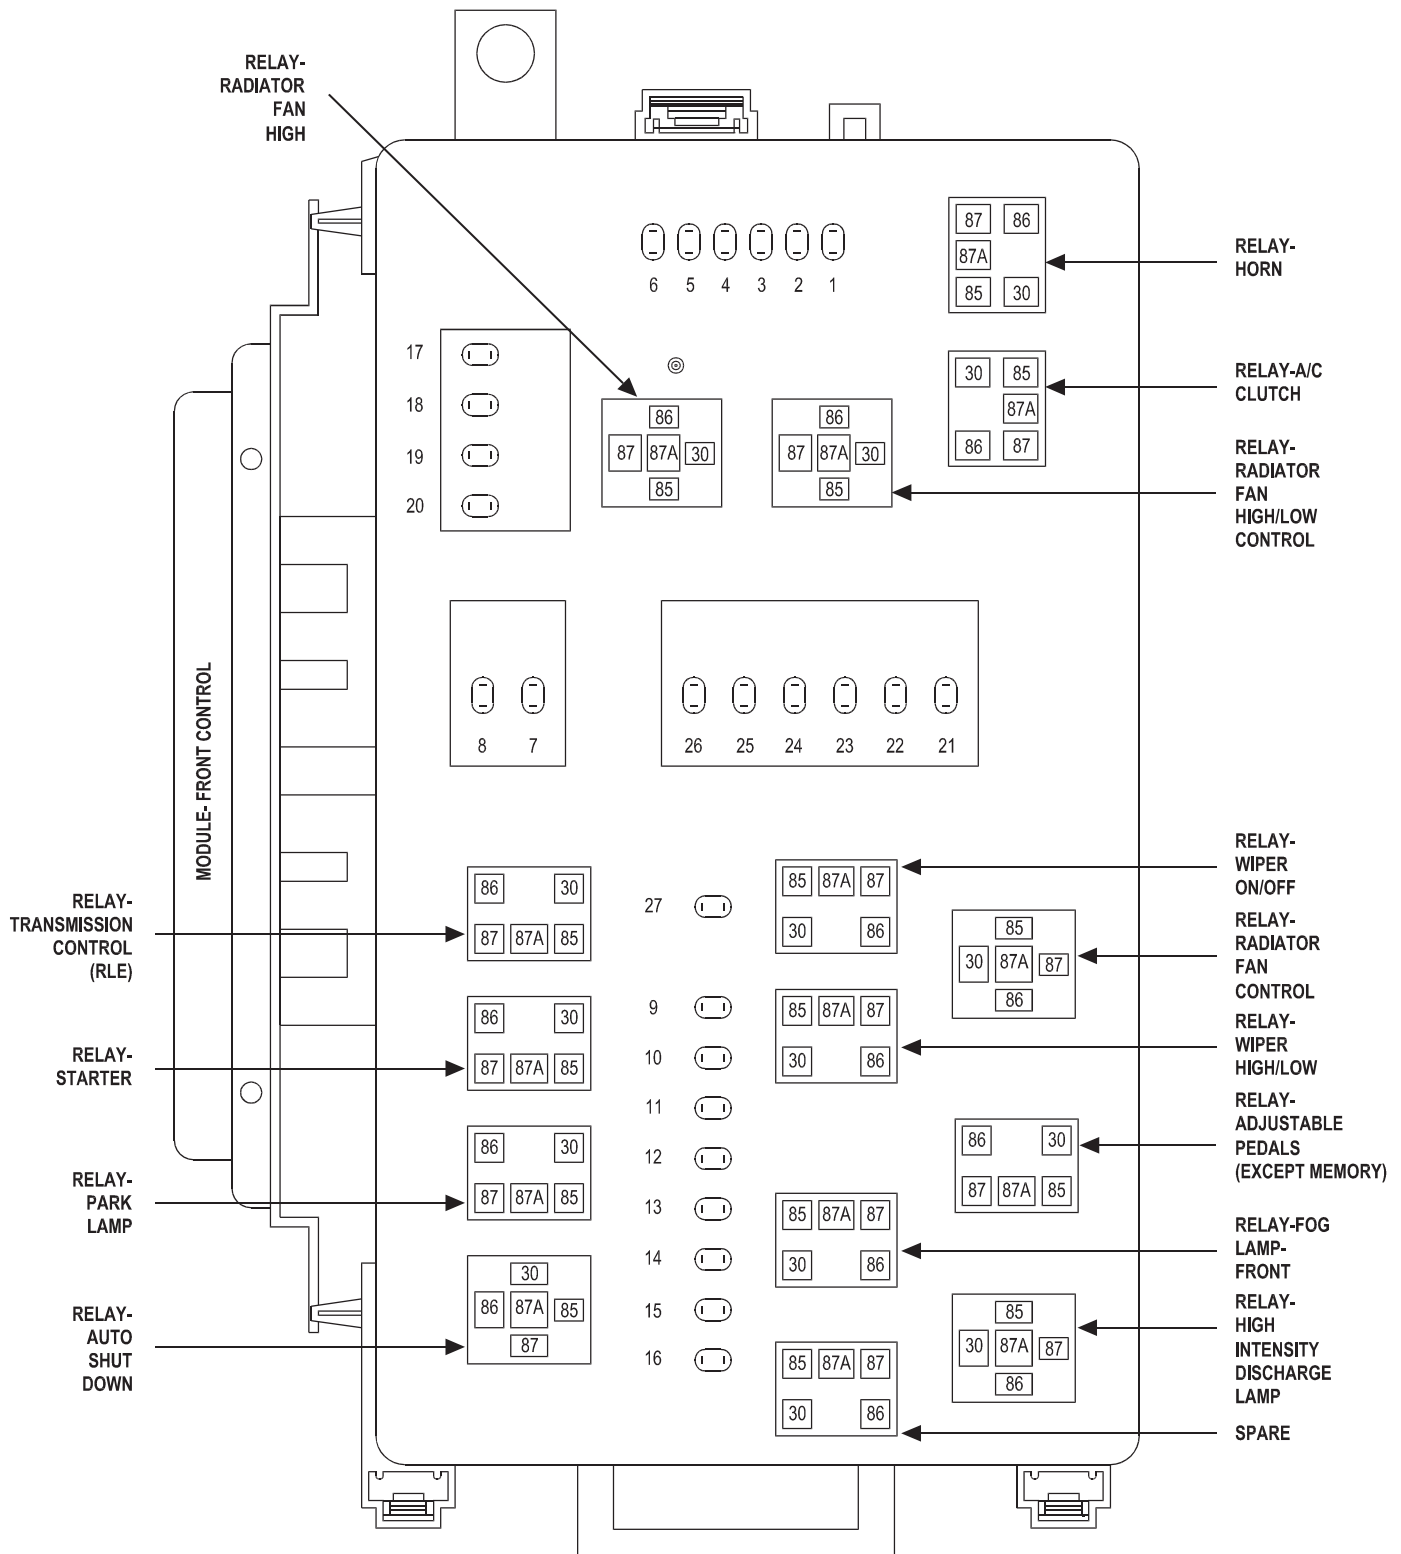 RELAY-
RADIATOR
FAN
HIGH
87 86
87A
85 30
RELAY-
HORN
6 5 4 3 2 1
17
18
19
20
30 85
87A
86 87
RELAY-A/C
CLUTCH
86
87 87A 30
85
86
87 87A 30
85
RELAY-
RADIATOR
FAN
HIGH/LOW
CONTROL
MODULE- FRONT CONTROL
8 7
26 25 24 23 22 21
RELAY-
TRANSMISSION
CONTROL
(RLE)
86 30
87 87A 85
27
85 87A 87
30 86
RELAY-
WIPER
ON/OFF
85
30 87A 87
86
RELAY-
RADIATOR
FAN
CONTROL
RELAY-
STARTER
86 30
87 87A 85
9
10
11
12
13
14
15
16
85 87A 87
30 86
RELAY-
WIPER
HIGH/LOW
86 30
87 87A 85
RELAY-
ADJUSTABLE
PEDALS
(EXCEPT MEMORY)
RELAY-
PARK
LAMP
86 30
87 87A 85
85 87A 87
30 86
RELAY-FOG
LAMP-
FRONT
RELAY-
AUTO
SHUT
DOWN
30
86 87A 85
87
85
30 87A 87
86
RELAY-
HIGH
INTENSITY
DISCHARGE
LAMP
85 87A 87
30 86
SPARE